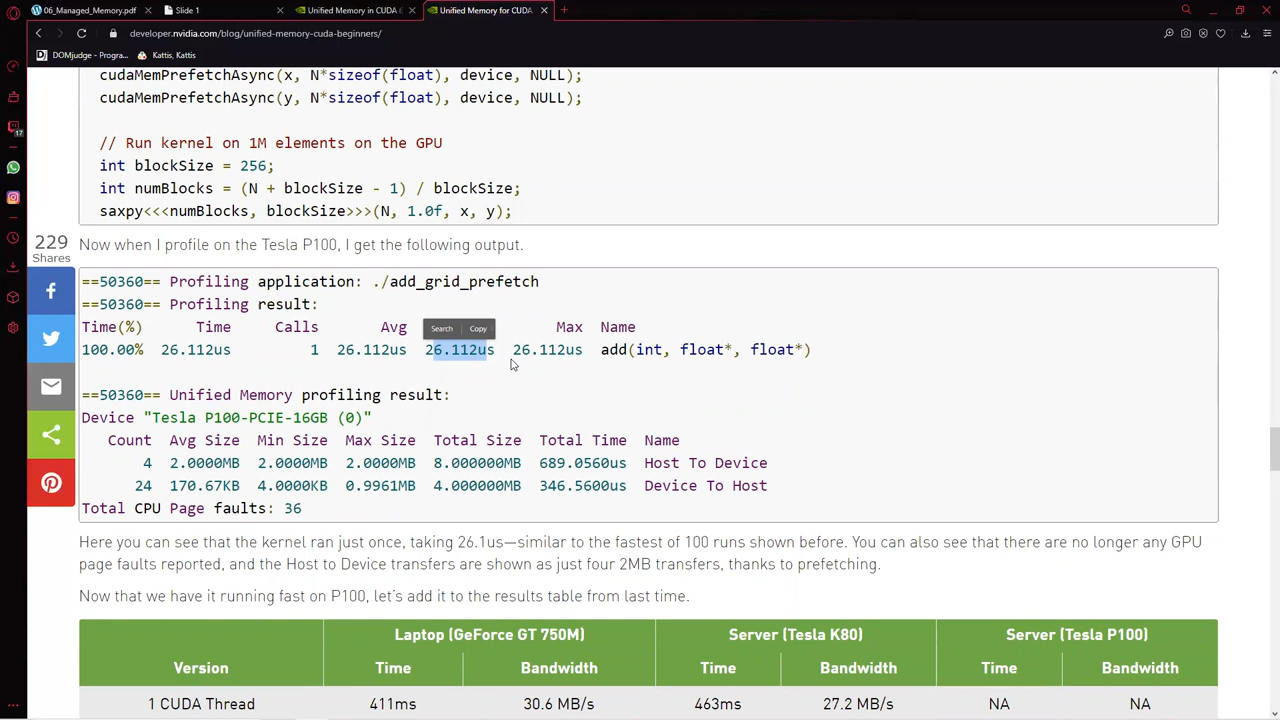 06_Managed_Memory.pdf
Slide 1
Unified Memory in CUDA 6
Unified Memory for CUDA
developer.nvidia.com/blog/unified-memory-cuda-beginners/
DOMjudge - Progra...
Kattis, Kattis
17
cudaMemPrefetchAsync(x, N*sizeof(float), device, NULL);
cudaMemPrefetchAsync(y, N*sizeof(float), device, NULL);
// Run kernel on 1M elements on the GPU
int blockSize = 256;
int numBlocks = (N + blockSize - 1) / blockSize;
saxpy<<<numBlocks, blockSize>>>(N, 1.0f, x, y);
229
Shares
Now when I profile on the Tesla P100, I get the following output.
==50360== Profiling application: ./add_grid_prefetch
==50360== Profiling result:
Search Copy
Time(%) Time Calls Avg Max Name
100.00% 26.112us 1 26.112us 26.112us 26.112us add(int, float*, float*)
==50360== Unified Memory profiling result:
Device "Tesla P100-PCIE-16GB (0)"
Count Avg Size Min Size Max Size Total Size Total Time Name
4 2.0000MB 2.0000MB 2.0000MB 8.000000MB 689.0560us Host To Device
24 170.67KB 4.0000KB 0.9961MB 4.000000MB 346.5600us Device To Host
Total CPU Page faults: 36
Here you can see that the kernel ran just once, taking 26.1us—similar to the fastest of 100 runs shown before. You can also see that there are no longer any GPU
page faults reported, and the Host to Device transfers are shown as just four 2MB transfers, thanks to prefetching.
Now that we have it running fast on P100, let's add it to the results table from last time.
Laptop (GeForce GT 750M) Server (Tesla K80) Server (Tesla P100)
Version Time Bandwidth Time Bandwidth Time Bandwidth
1 CUDA Thread 411ms 30.6 MB/s 463ms 27.2 MB/s NA NA